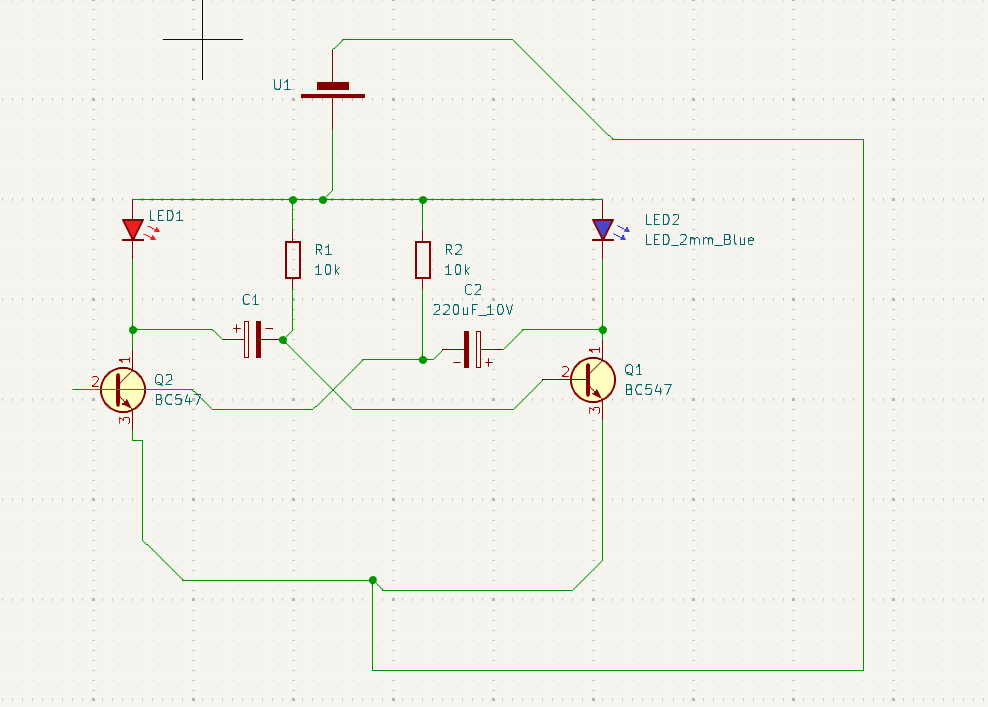 U1
LED1
LED2
LED_2mm_Blue
R1
10k
R2
10k
C1
+
−
C2
220uF_10V
−
+
1
2
3
Q2
BC547
1
2
3
Q1
BC547